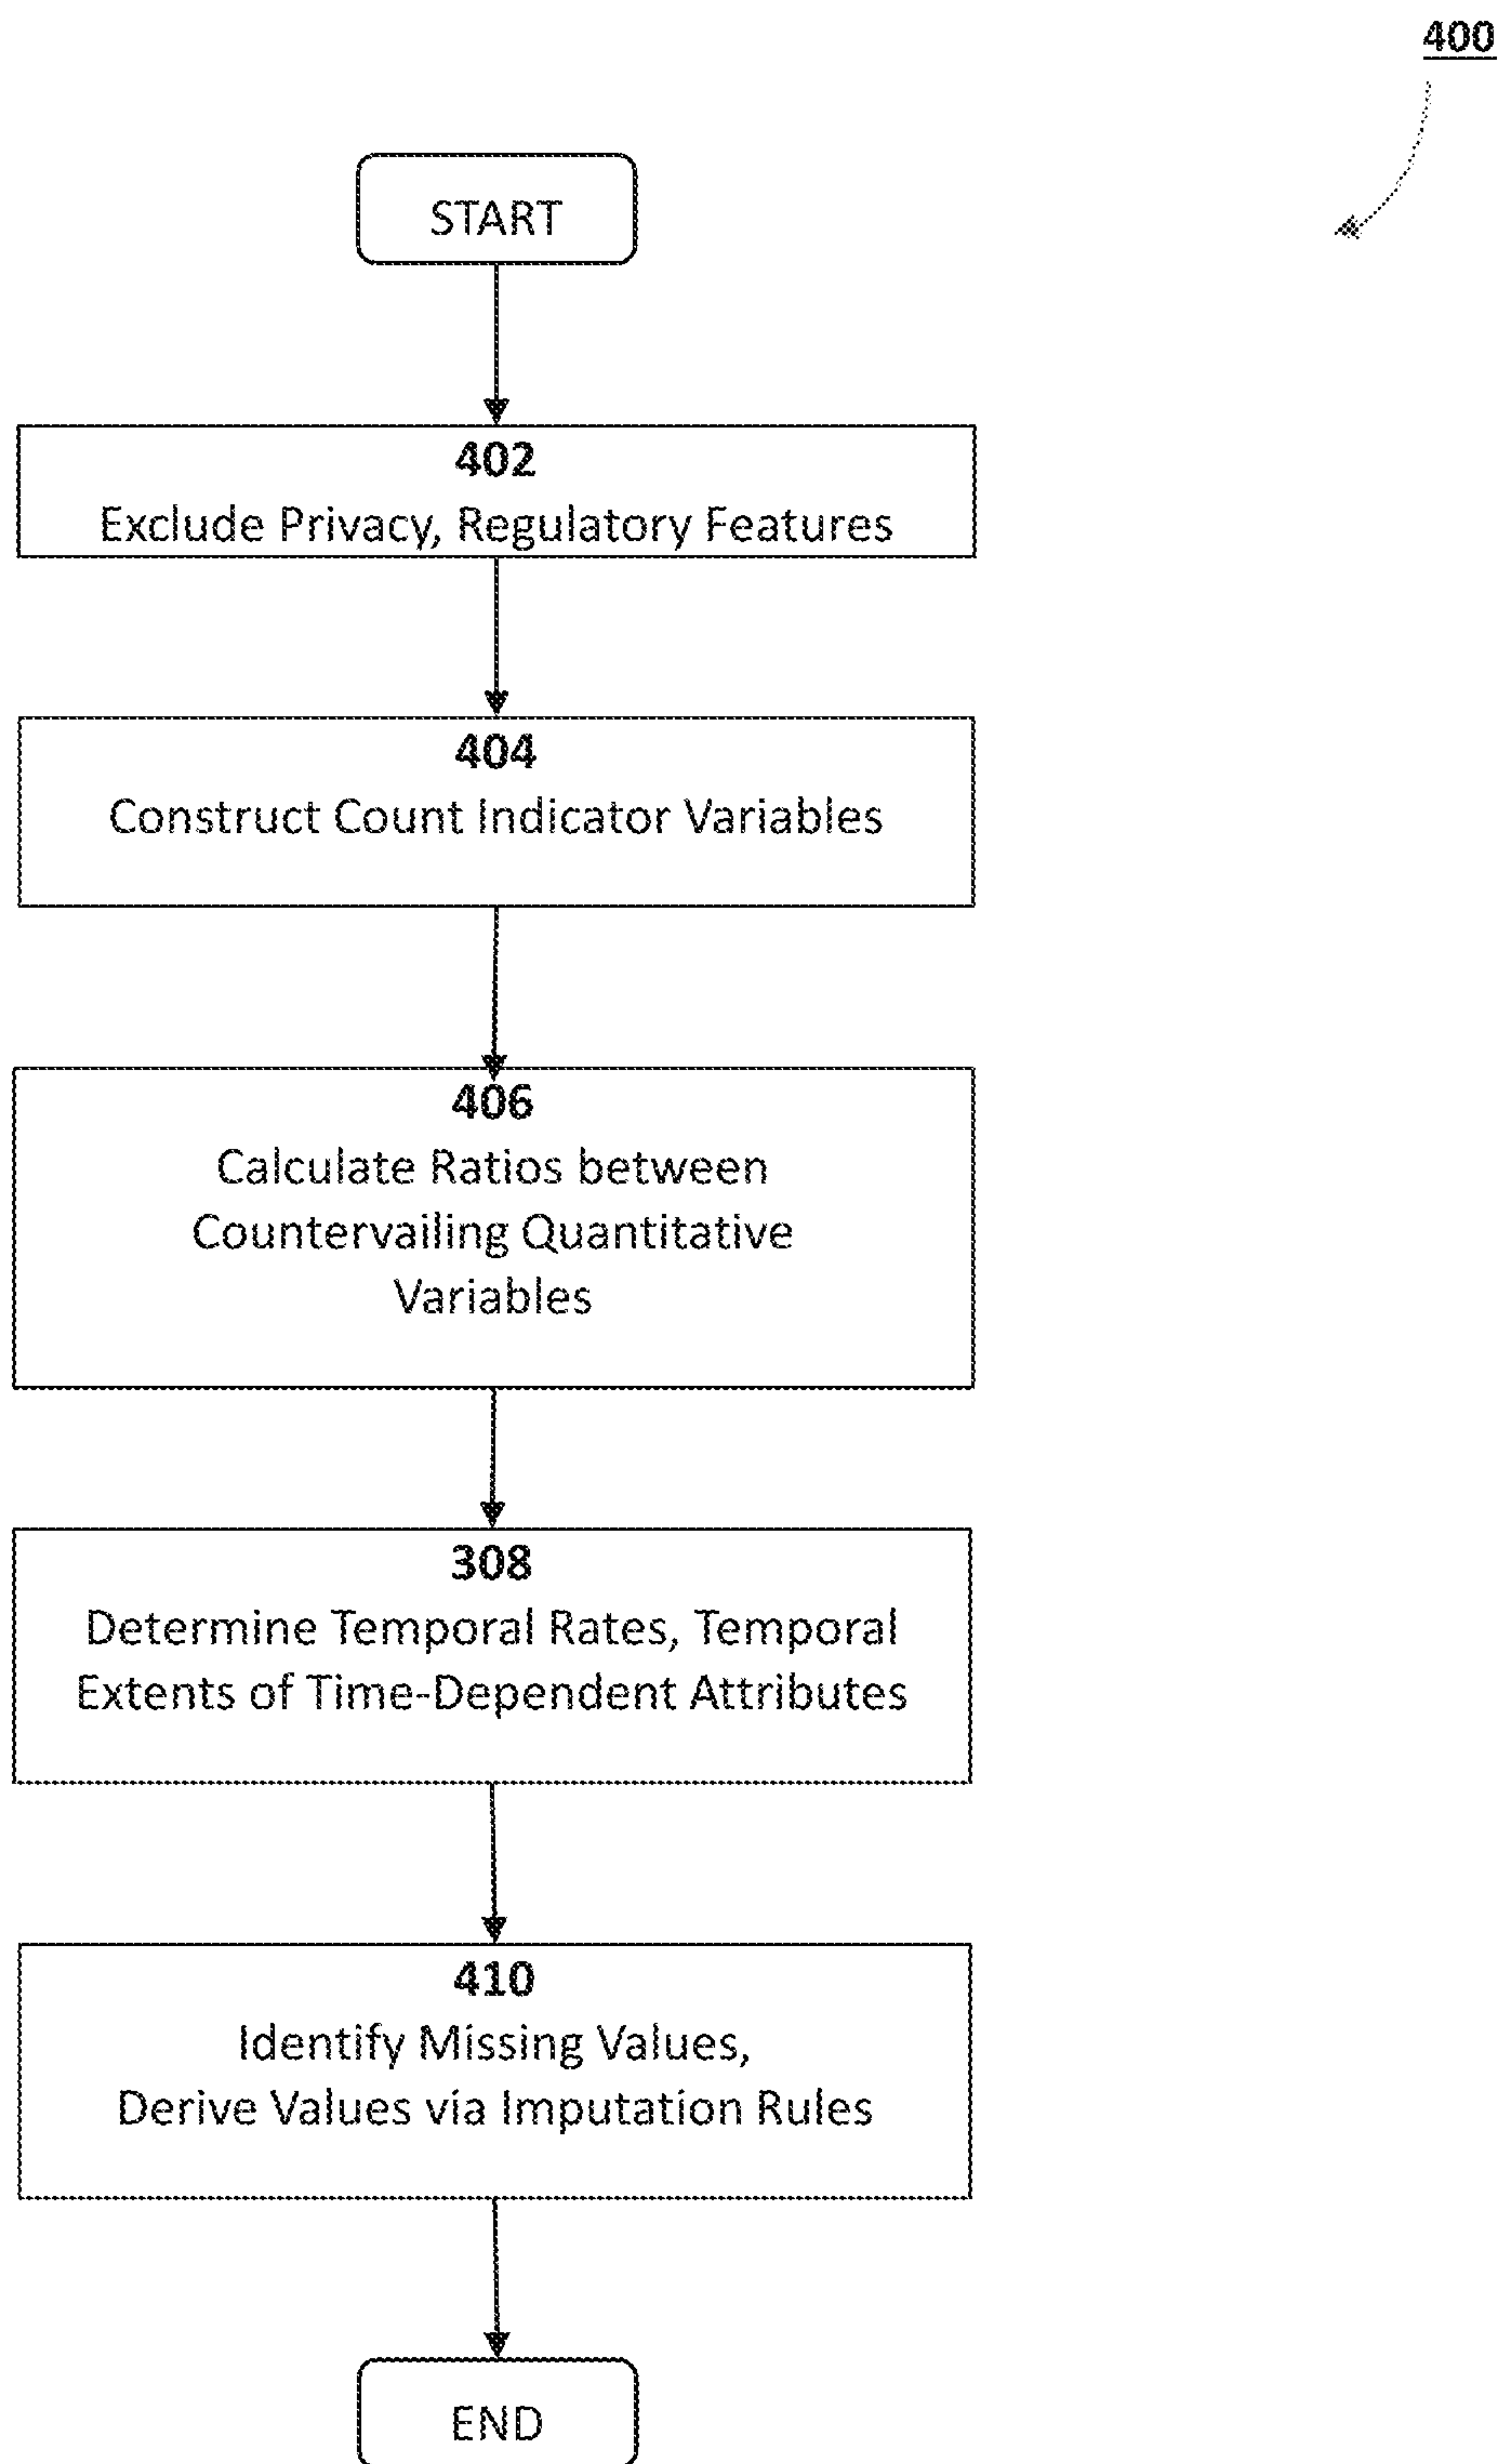 400
START
402
Exclude Privacy, Regulatory Features
404
Construct Count Indicator Variables
406
Calculate Ratios between
Countervailing Quantitative
Variables
308
Determine Temporal Rates, Temporal
Extents of Time-Dependent Attributes
410
Identify Missing Values,
Derive Values via Imputation Rules
END